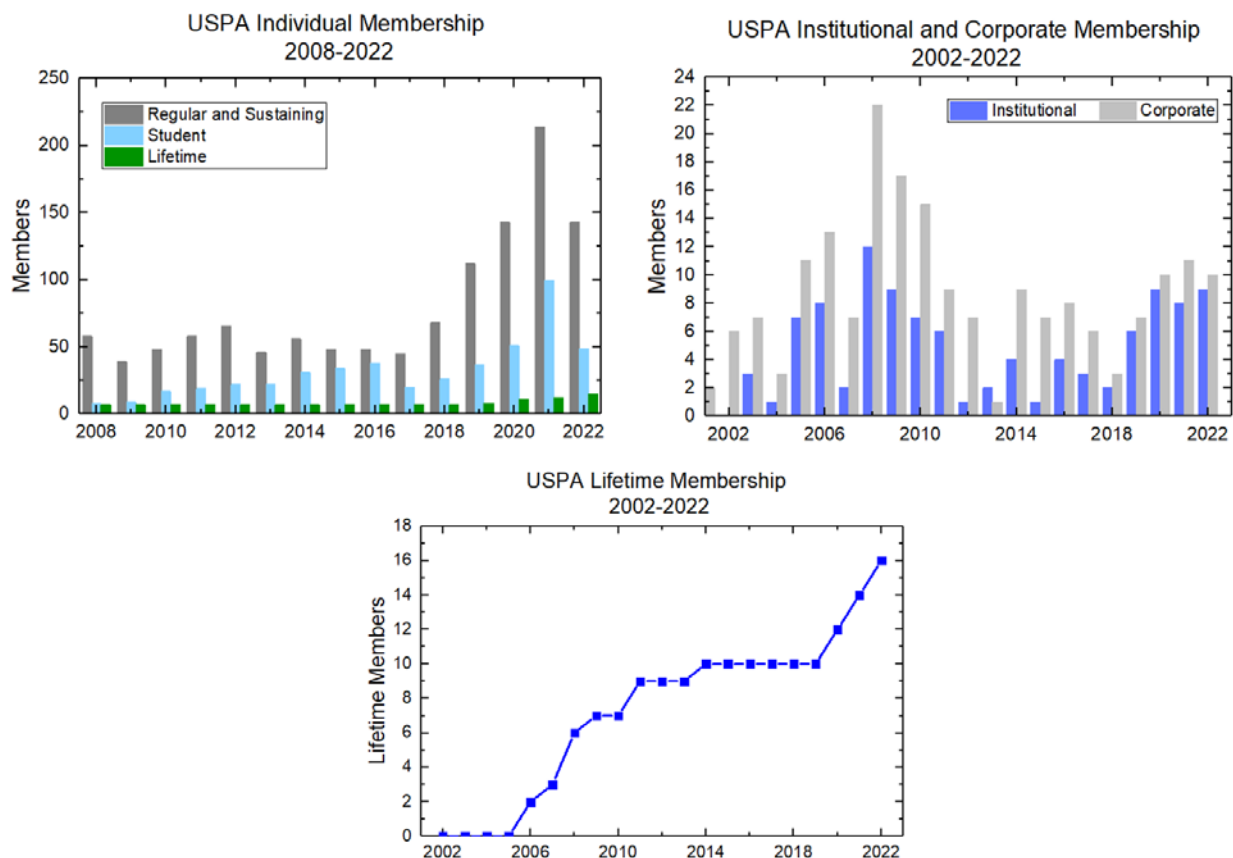 USPA Individual Membership
2008-2022
250
200
150
100
50
0
Members
Regular and Sustaining
Student
Lifetime
2008 2010 2012 2014 2016 2018 2020 2022
USPA Institutional and Corporate Membership
2002-2022
24
22
20
18
16
14
12
10
8
6
4
2
0
Members
Institutional Corporate
2002 2006 2010 2014 2018 2022
USPA Lifetime Membership
2002-2022
18
16
14
12
10
8
6
4
2
0
Lifetime Members
2002 2006 2010 2014 2018 2022